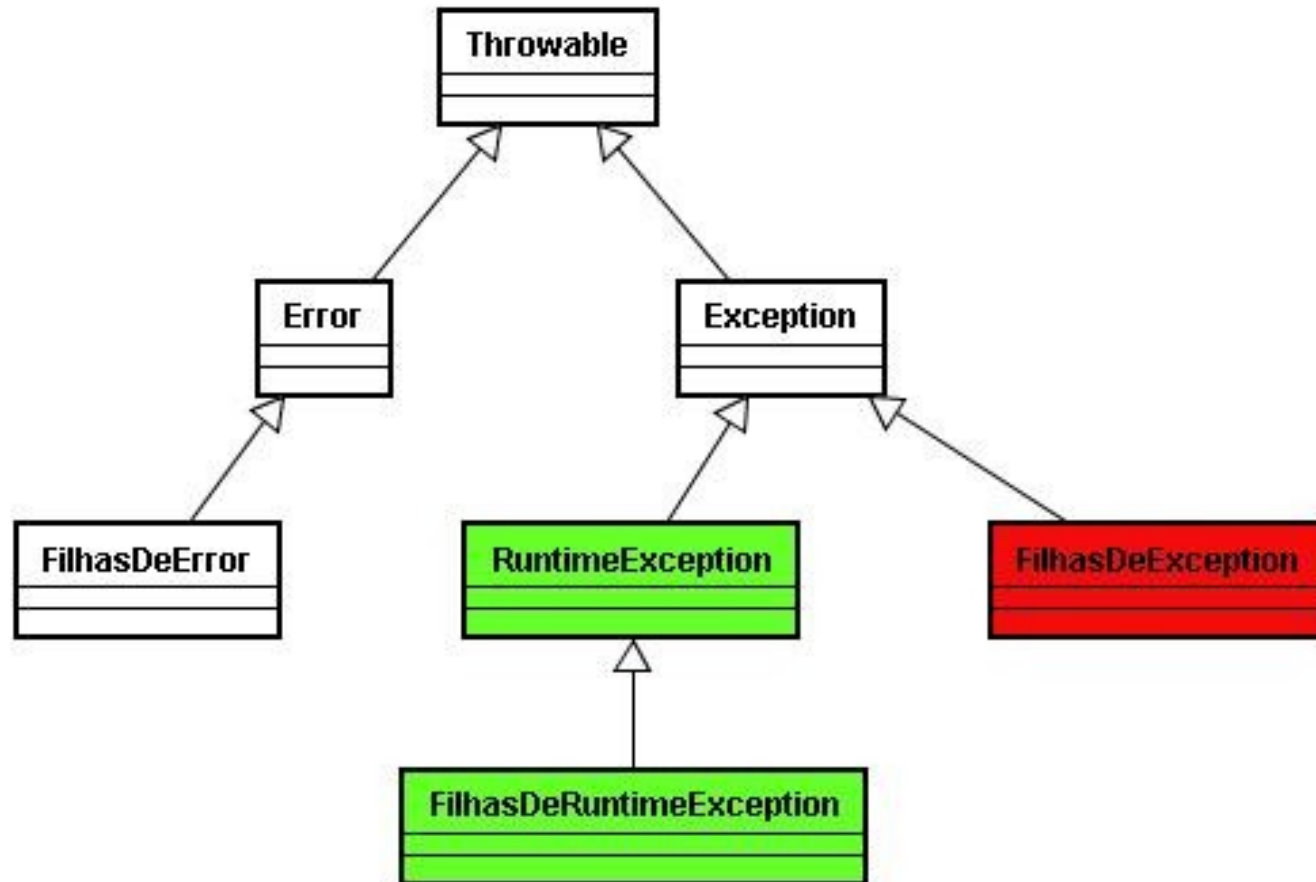 Throwable
Error
Exception
FilhasDeError
RuntimeException
FilhasDeException
FilhasDeRuntimeException